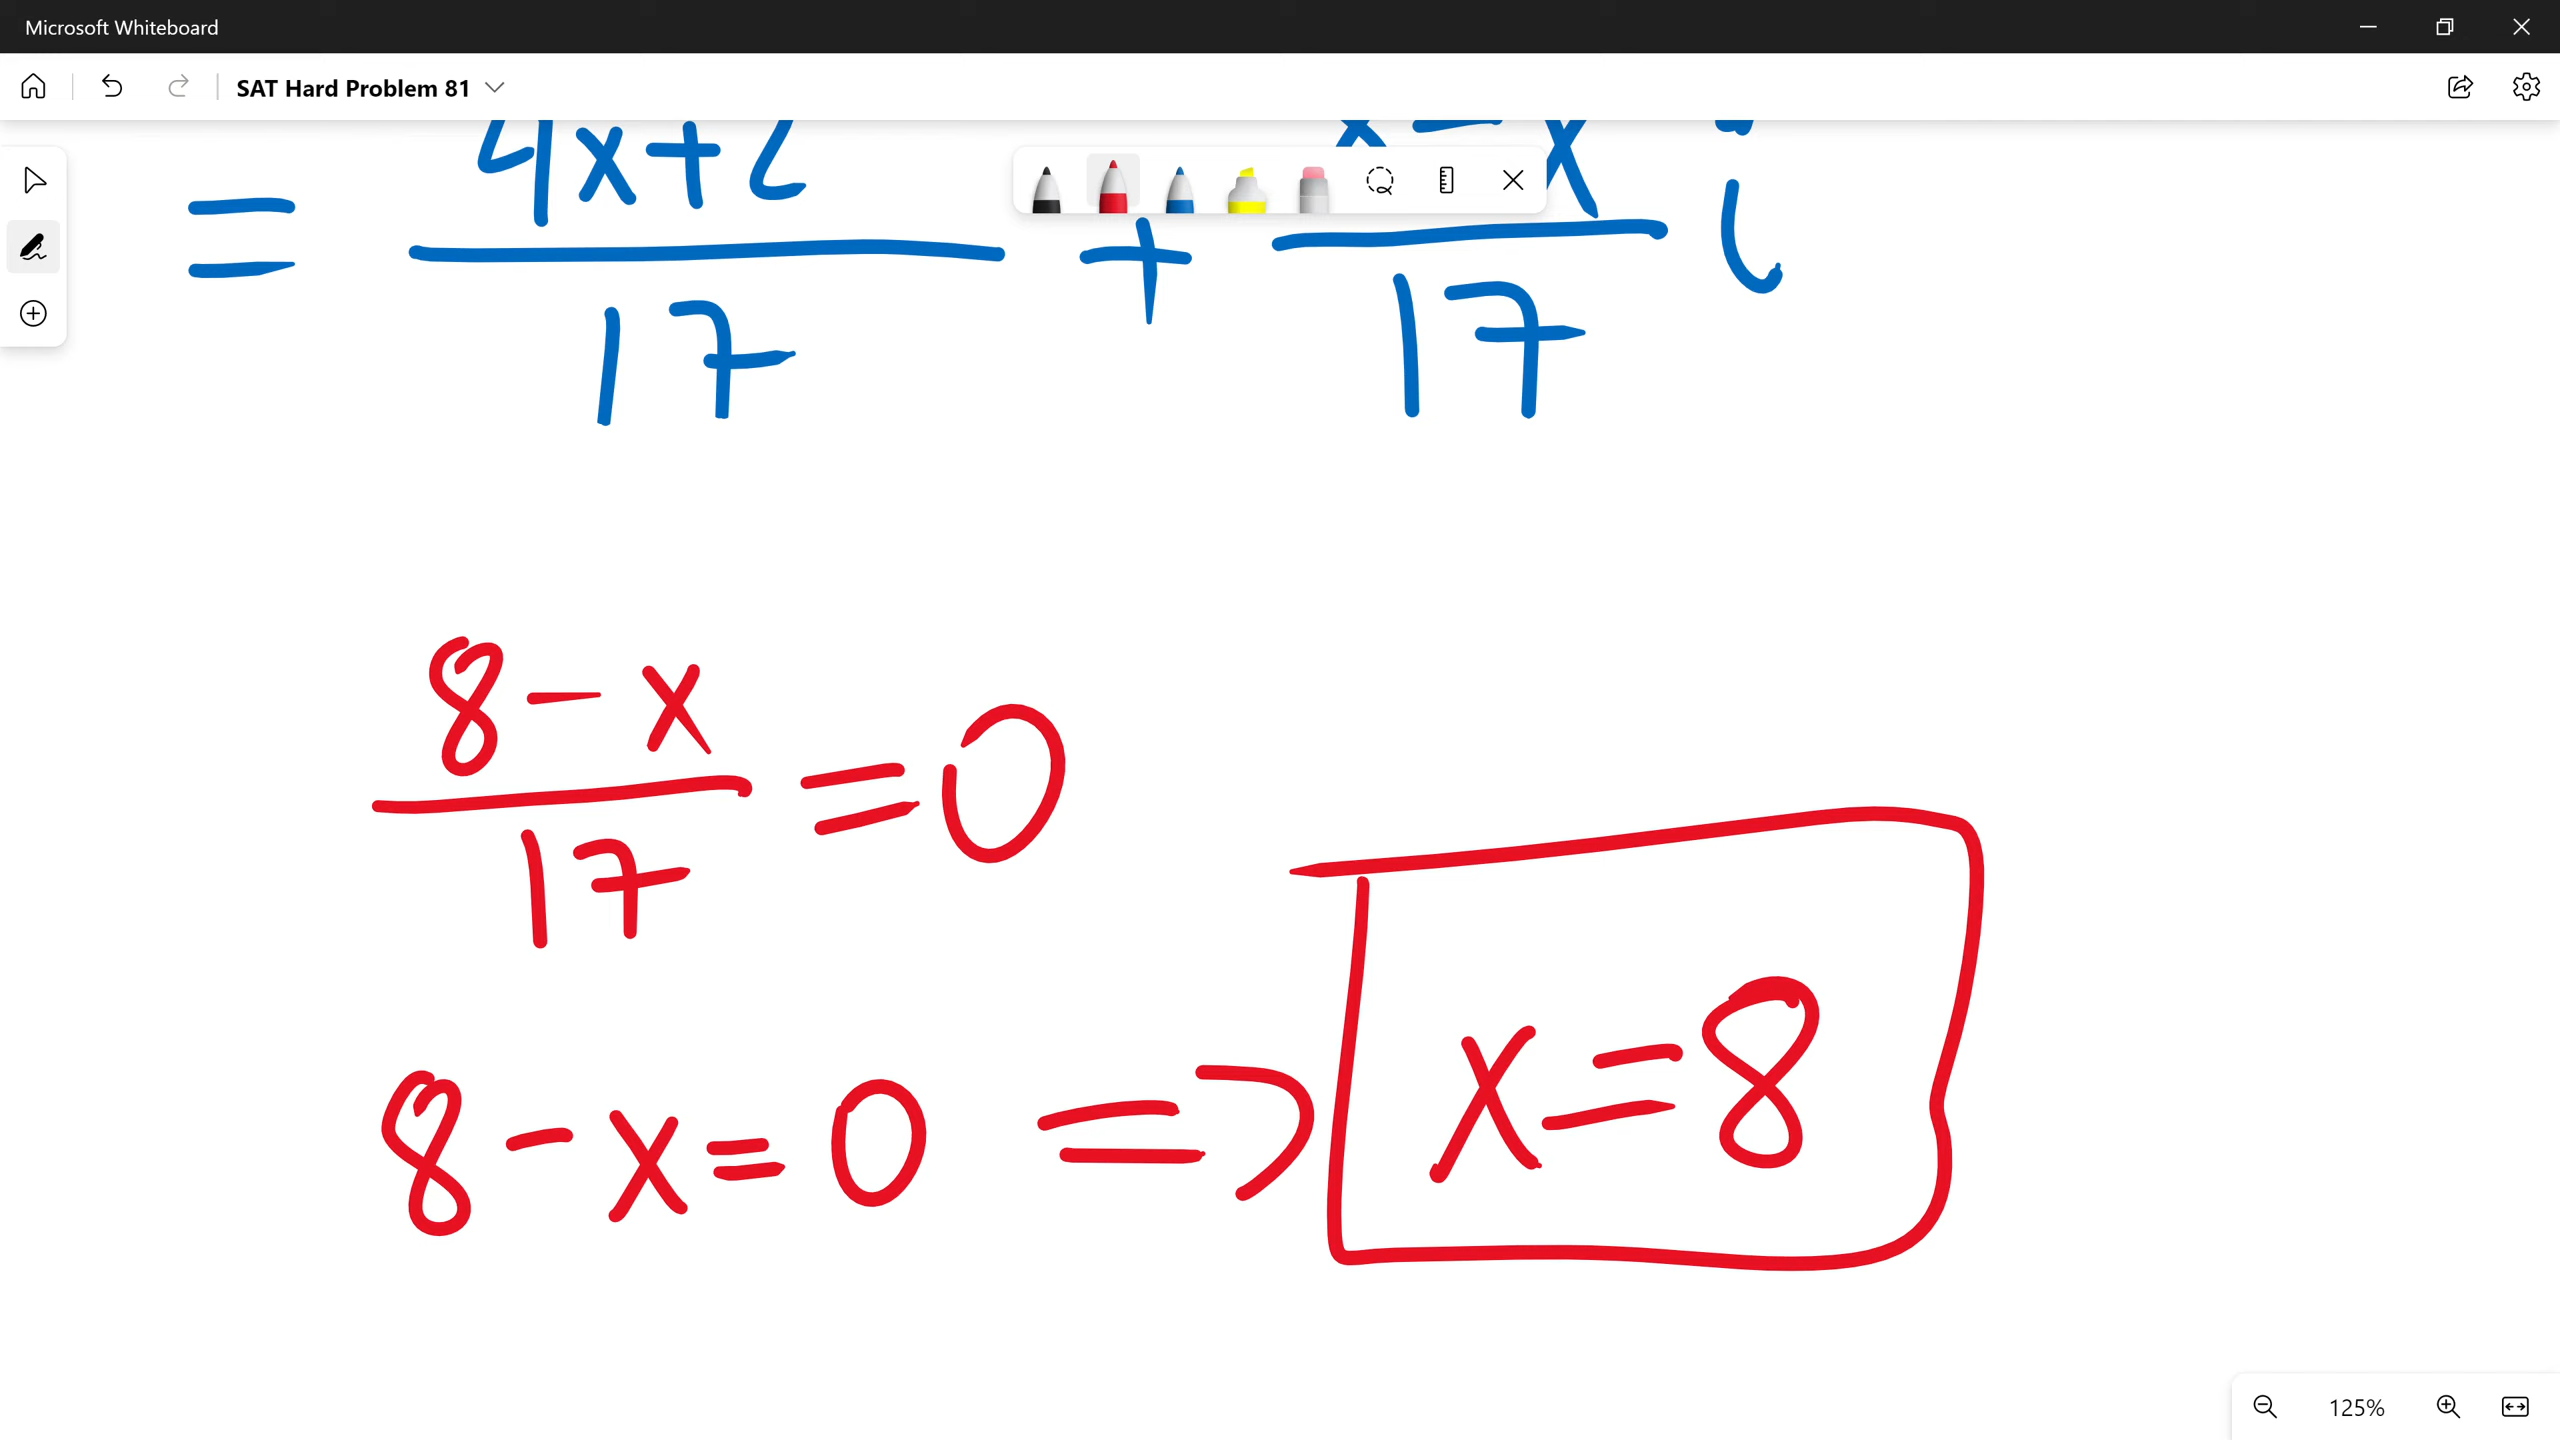 Microsoft Whiteboard
SAT Hard Problem 81
= 4x+2 / 17 + - x / 17 i
8 - x / 17 = 0
8 - x = 0 => x = 8
125%